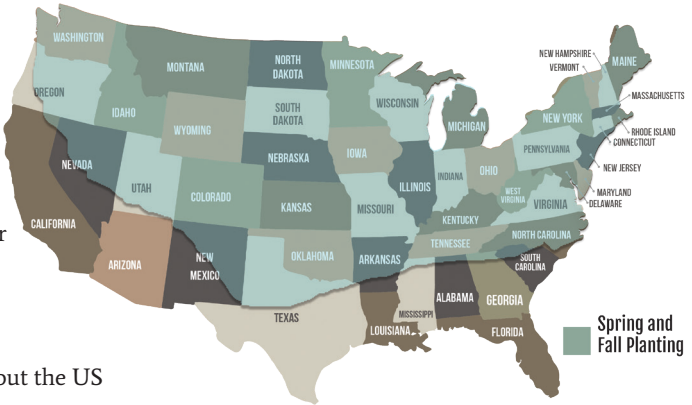 WASHINGTON
OREGON
IDAHO
MONTANA
NORTH
DAKOTA
MINNESOTA
SOUTH
DAKOTA
WYOMING
NEBRASKA
IOWA
WISCONSIN
MICHIGAN
NEVADA
UTAH
COLORADO
KANSAS
MISSOURI
ILLINOIS
INDIANA
OHIO
CALIFORNIA
ARIZONA
NEW
MEXICO
OKLAHOMA
ARKANSAS
TEXAS
LOUISIANA
MISSISSIPPI
ALABAMA
GEORGIA
FLORIDA
SOUTH
CAROLINA
NORTH CAROLINA
TENNESSEE
KENTUCKY
WEST
VIRGINIA
VIRGINIA
PENNSYLVANIA
NEW YORK
NEW HAMPSHIRE
VERMONT
MAINE
MASSACHUSETTS
RHODE ISLAND
CONNECTICUT
NEW JERSEY
MARYLAND
DELAWARE
Spring and
Fall Planting
out the US